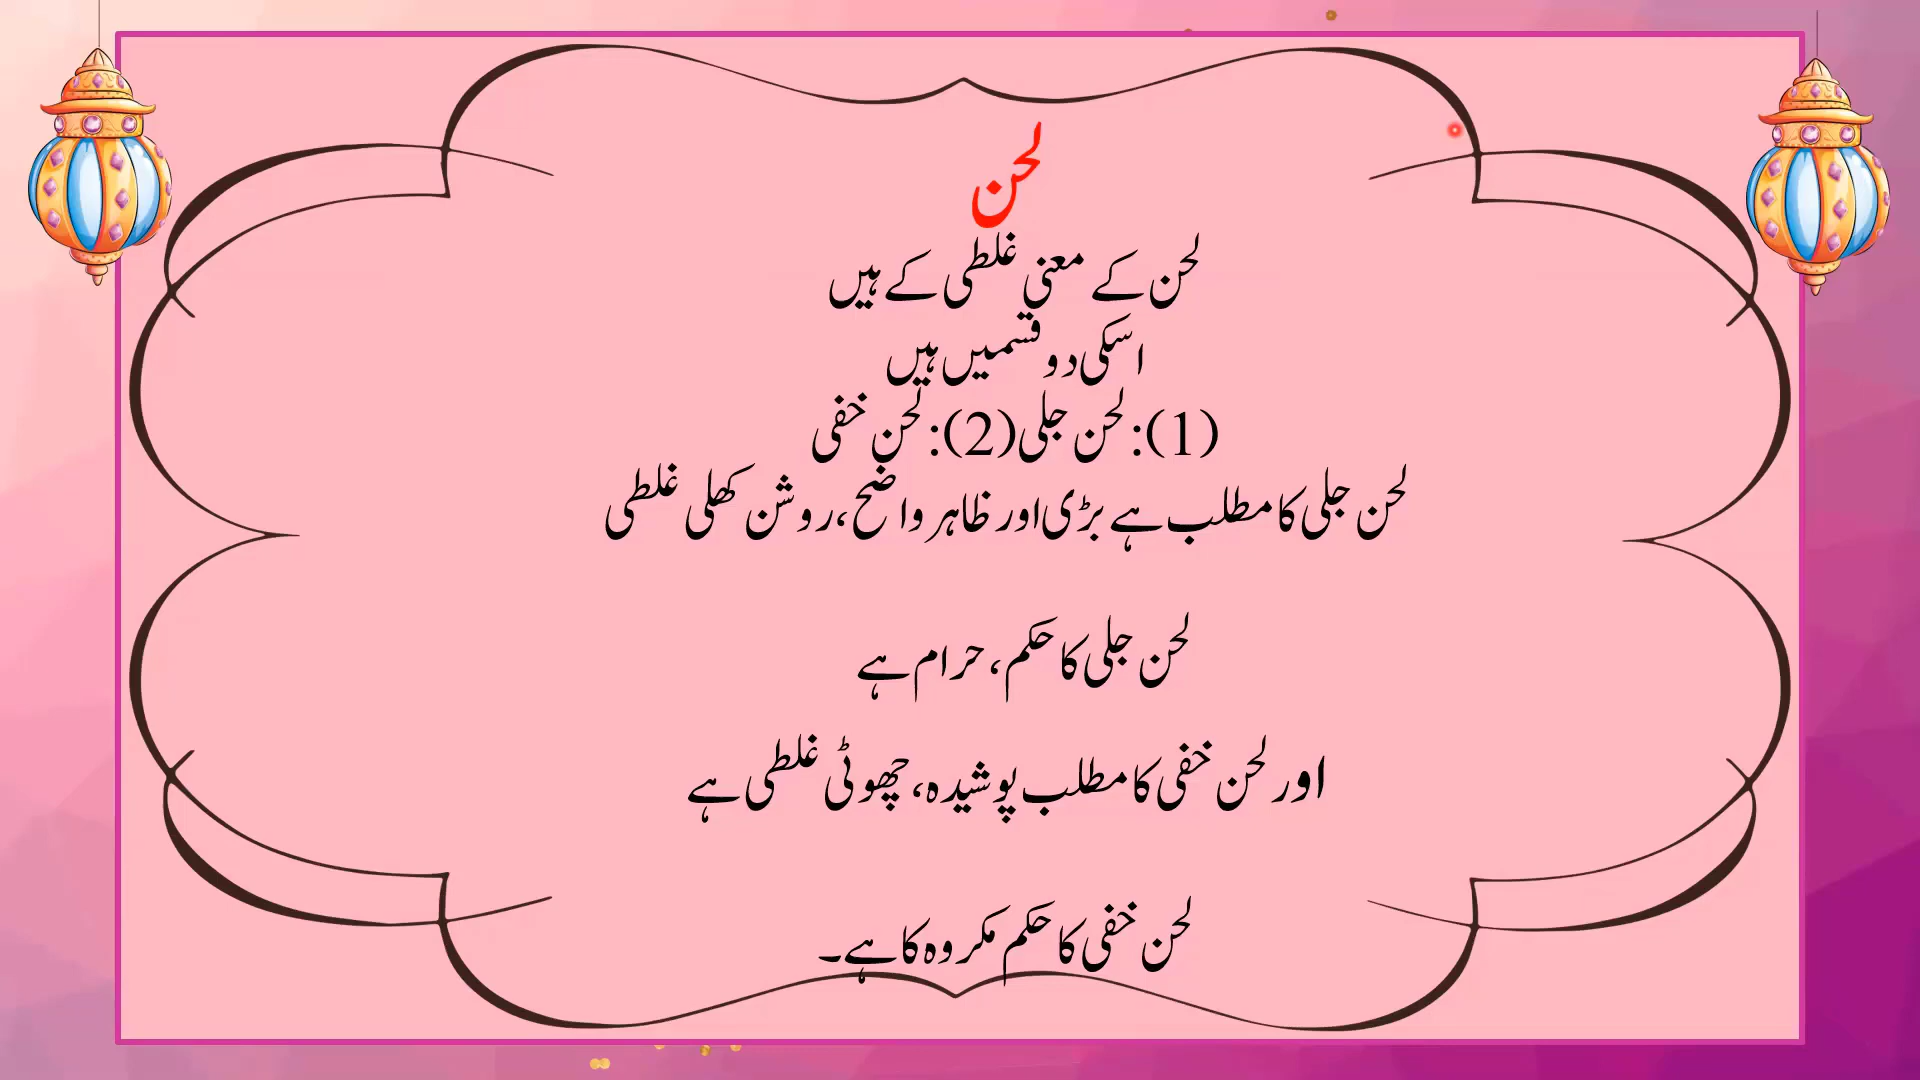 لحن
لحن کے معنی غلطی کے ہیں
اسکی دو قسمیں ہیں
(1): لحن جلی (2): لحن خفی
لحن جلی کا مطلب ہے بڑی اور ظاہر واضح، روشن کھلی غلطی
لحن جلی کا حکم، حرام ہے
اور لحن خفی کا مطلب پوشیدہ، چھوٹی غلطی ہے
لحن خفی کا حکم مکروہ کا ہے۔